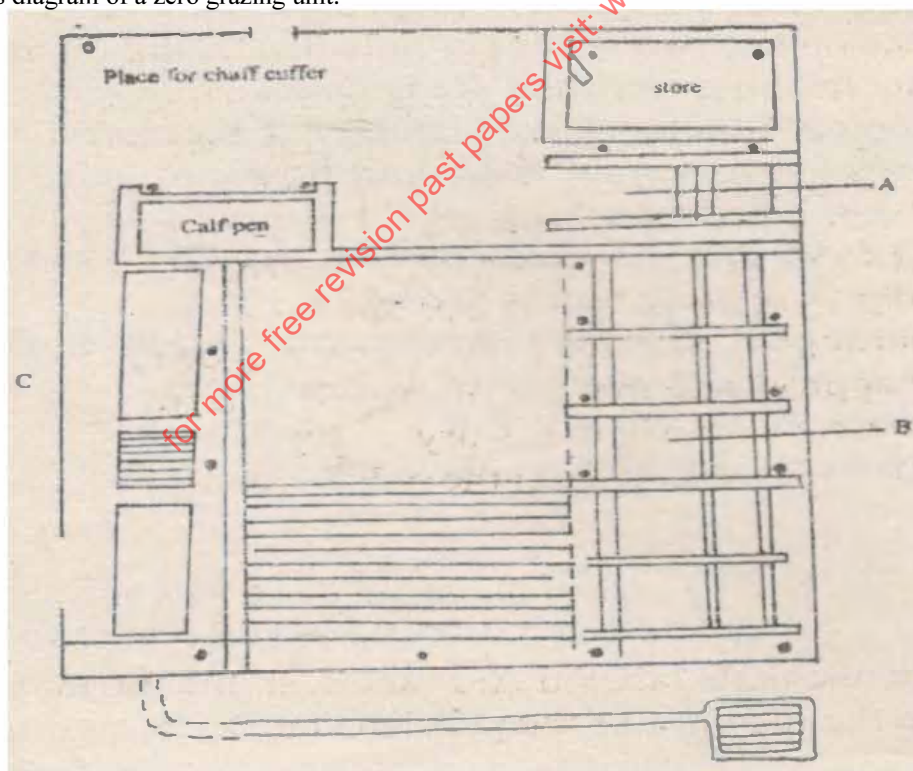 s diagram of a zero grazing unit.
Place for chaff cutter
store
A
Calf pen
C
B
for more free revision past papers visit: w